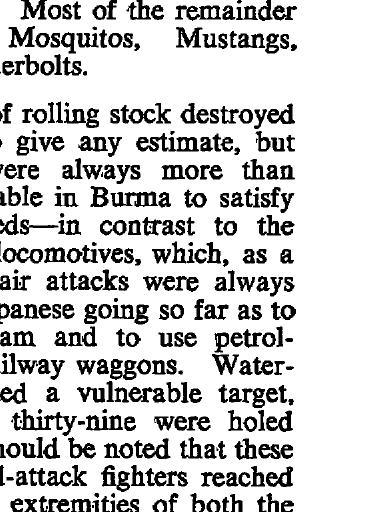 Most of the remainder
Mosquitos, Mustangs,
erbolts.
of rolling stock destroyed
give any estimate, but
were always more than
able in Burma to satisfy
eds—in contrast to the
locomotives, which, as a
air attacks were always
panese going so far as to
am and to use petrol-
ilway waggons. Water-
ed a vulnerable target,
thirty-nine were holed
hould be noted that these
l-attack fighters reached
extremities of both the